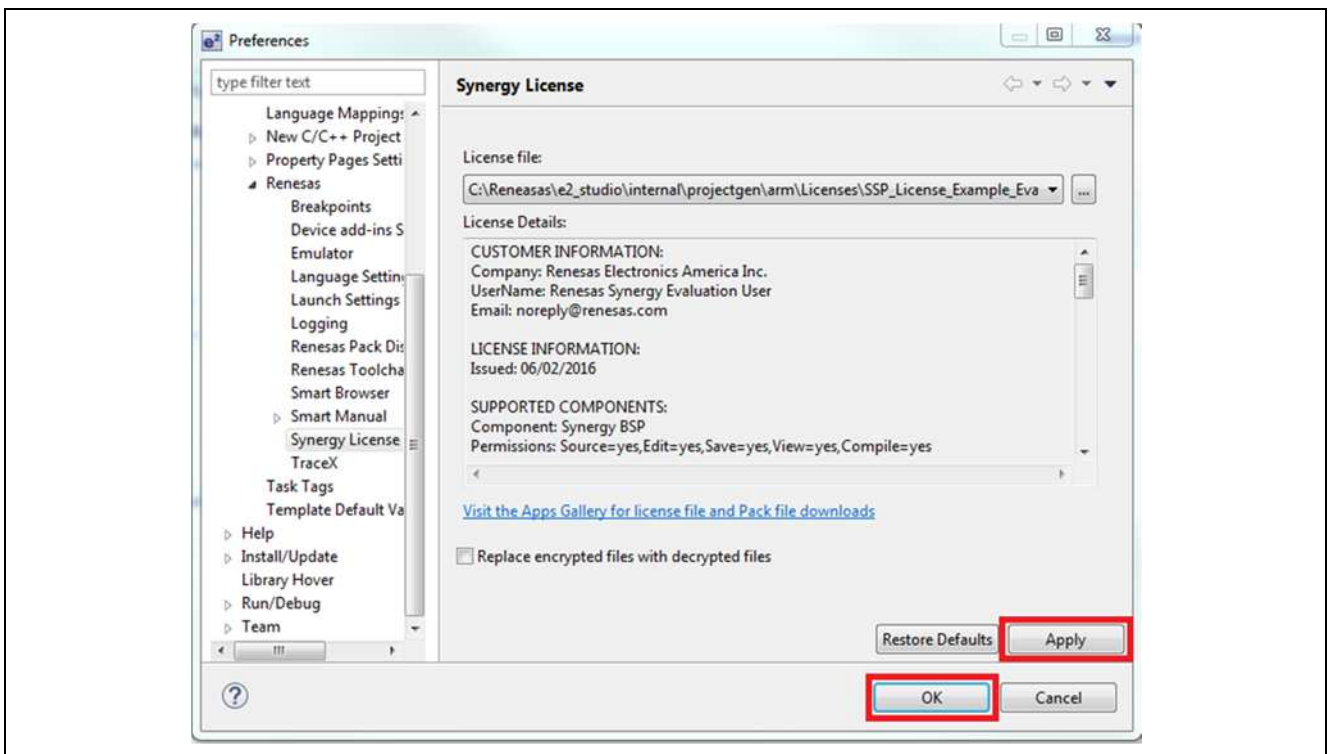 e² Preferences
type filter text
Synergy License
Language Mappings
New C/C++ Project
Property Pages Setti
Renesas
Breakpoints
Device add-ins S
Emulator
Language Settin
Launch Settings
Logging
Renesas Pack Dis
Renesas Toolcha
Smart Browser
Smart Manual
Synergy License
TraceX
Task Tags
Template Default Va
Help
Install/Update
Library Hover
Run/Debug
Team
License file:
C:\Reneasas\e2_studio\internal\projectgen\arm\Licenses\SSP_License_Example_Eva
...
License Details:
CUSTOMER INFORMATION:
Company: Renesas Electronics America Inc.
UserName: Renesas Synergy Evaluation User
Email: noreply@renesas.com
LICENSE INFORMATION:
Issued: 06/02/2016
SUPPORTED COMPONENTS:
Component: Synergy BSP
Permissions: Source=yes,Edit=yes,Save=yes,View=yes,Compile=yes
Visit the Apps Gallery for license file and Pack file downloads
Replace encrypted files with decrypted files
Restore Defaults
Apply
?
OK
Cancel